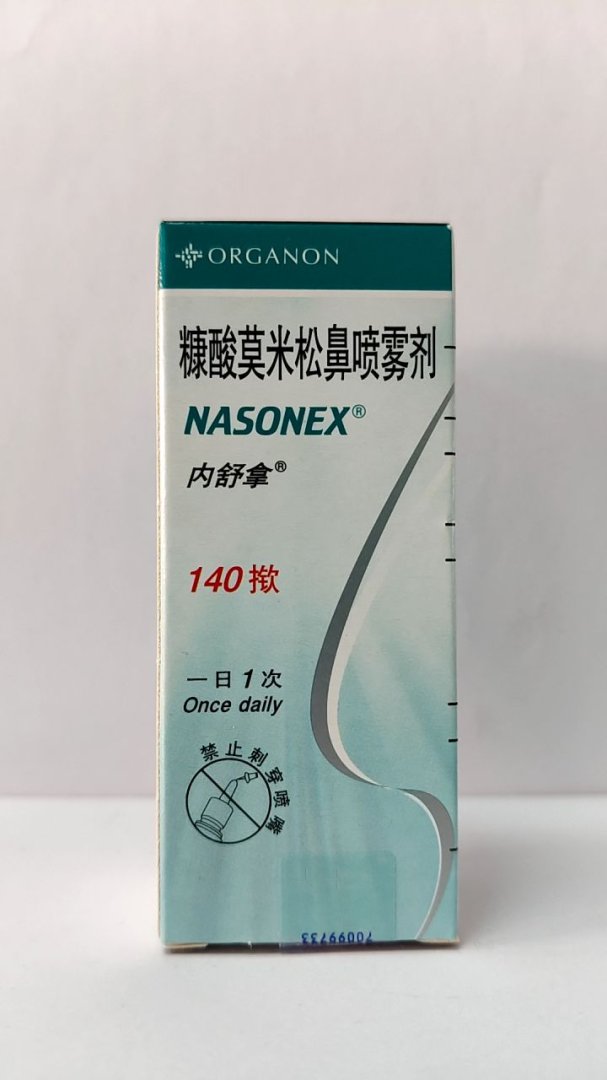 ORGANON
糠酸莫米松鼻喷雾剂
NASONEX®
内舒拿®
140揿
一日1次
Once daily
禁止刺穿喷嘴
70099733